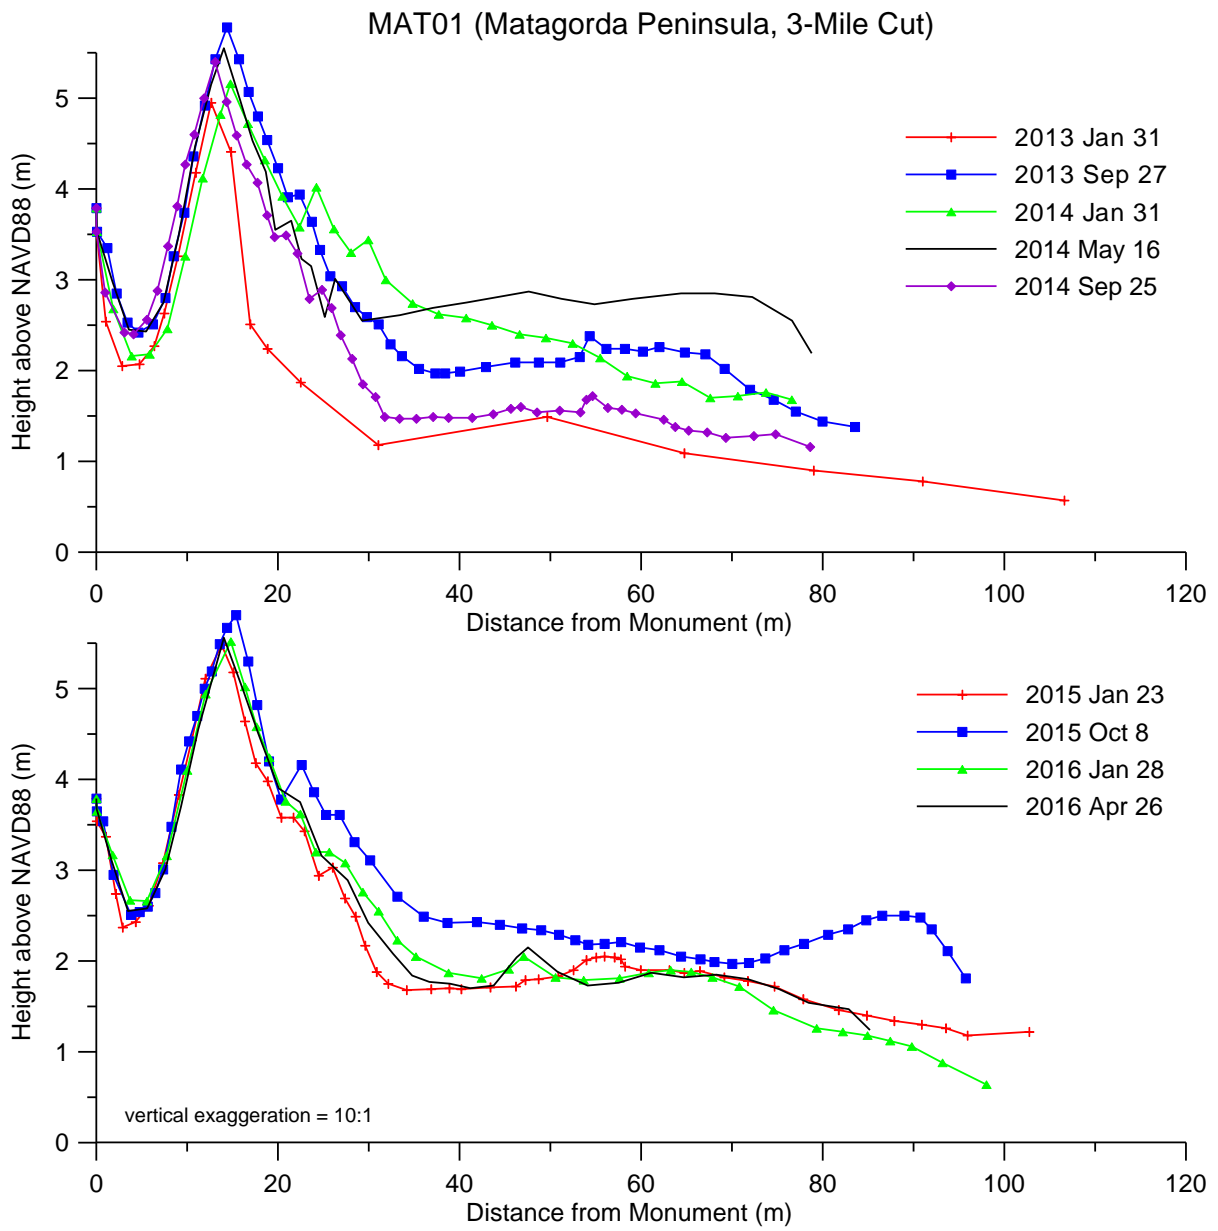 MAT01 (Matagorda Peninsula, 3-Mile Cut)
Height above NAVD88 (m)
5
4
3
2
1
0
2013 Jan 31
2013 Sep 27
2014 Jan 31
2014 May 16
2014 Sep 25
0 20 40 60 80 100 120
Distance from Monument (m)
Height above NAVD88 (m)
5
4
3
2
1
0
2015 Jan 23
2015 Oct 8
2016 Jan 28
2016 Apr 26
vertical exaggeration = 10:1
0 20 40 60 80 100 120
Distance from Monument (m)